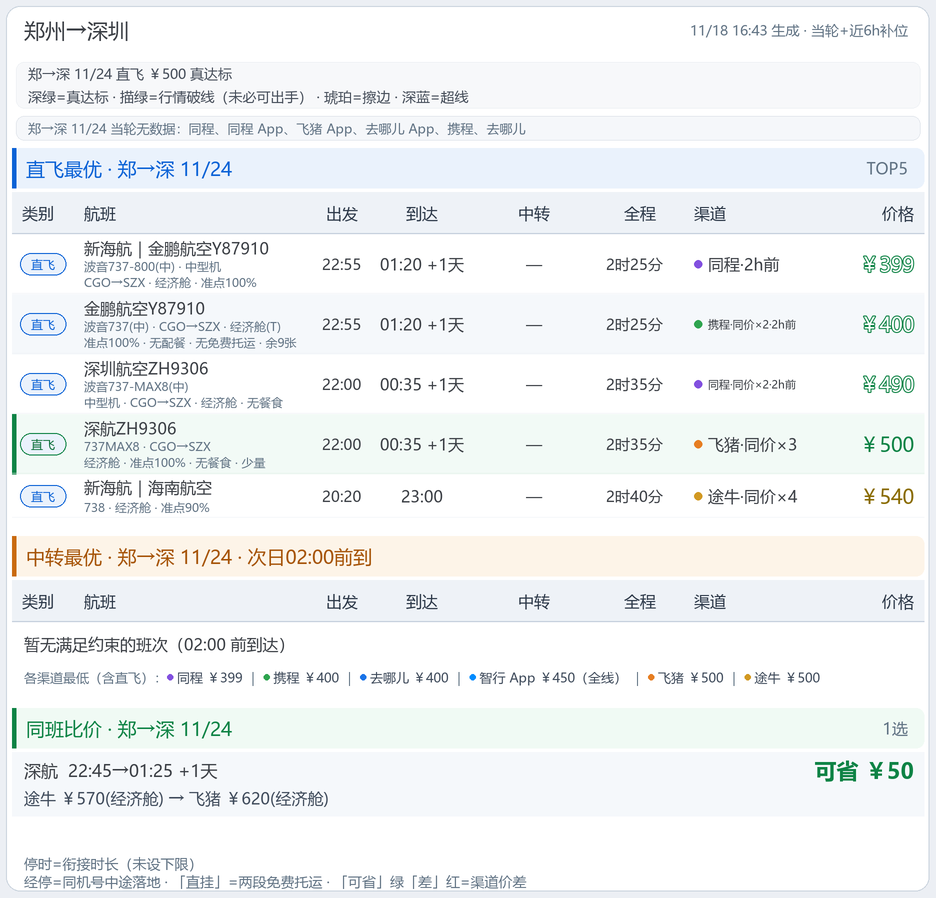 郑州→深圳
11/18 16:43 生成 · 当轮+近6h补位
郑→深 11/24 直飞 ￥500 真达标
深绿=真达标 · 描绿=行情破线（未必可出手） · 琥珀=擦边 · 深蓝=超线
郑→深 11/24 当轮无数据：同程、同程 App、飞猪 App、去哪儿 App、携程、去哪儿
直飞最优 · 郑→深 11/24 TOP5
类别 航班 出发 到达 中转 全程 渠道 价格
新海航｜金鹏航空Y87910
直飞 波音737-800(中) · 中型机 22:55 01:20 +1天 — 2时25分 同程·2h前 ￥399
CGO→SZX · 经济舱 · 准点100%
金鹏航空Y87910
直飞 波音737(中) · CGO→SZX · 经济舱(T) 22:55 01:20 +1天 — 2时25分 携程·同价×2·2h前 ￥400
准点100% · 无配餐 · 无免费托运 · 余9张
深圳航空ZH9306
直飞 波音737-MAX8(中) 22:00 00:35 +1天 — 2时35分 同程·同价×2·2h前 ￥490
中型机 · CGO→SZX · 经济舱 · 无餐食
深航ZH9306
直飞 737MAX8 · CGO→SZX 22:00 00:35 +1天 — 2时35分 飞猪·同价×3 ￥500
经济舱 · 准点100% · 无餐食 · 少量
新海航｜海南航空
直飞 738 · 经济舱 · 准点90% 20:20 23:00 — 2时40分 途牛·同价×4 ￥540
中转最优 · 郑→深 11/24 · 次日02:00前到
类别 航班 出发 到达 中转 全程 渠道 价格
暂无满足约束的班次（02:00 前到达）
各渠道最低（含直飞）: 同程 ￥399 ｜ 携程 ￥400 ｜ 去哪儿 ￥400 ｜ 智行 App ￥450（全线） ｜ 飞猪 ￥500 ｜ 途牛 ￥500
同班比价 · 郑→深 11/24 1选
深航 22:45→01:25 +1天 可省 ￥50
途牛 ￥570(经济舱) → 飞猪 ￥620(经济舱)
停时=衔接时长（未设下限）
经停=同机号中途落地 · 「直挂」=两段免费托运 · 「可省」绿「差」红=渠道价差